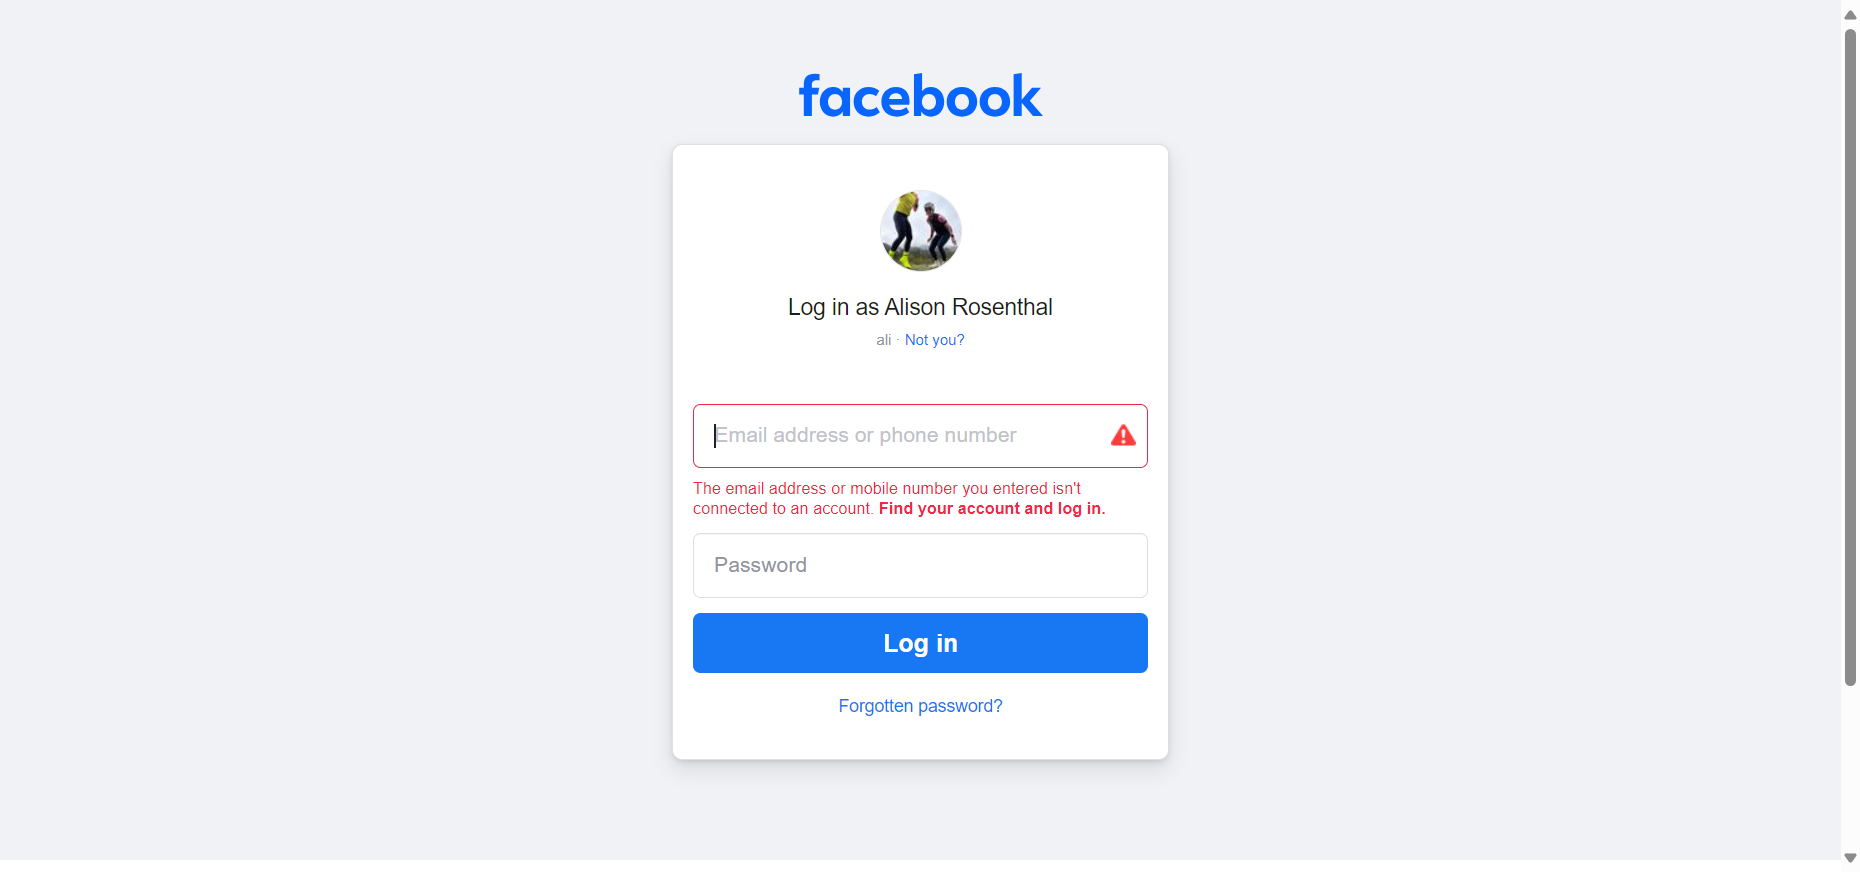 facebook
Log in as Alison Rosenthal
ali · Not you?
Email address or phone number
The email address or mobile number you entered isn't
connected to an account. Find your account and log in.
Password
Log in
Forgotten password?